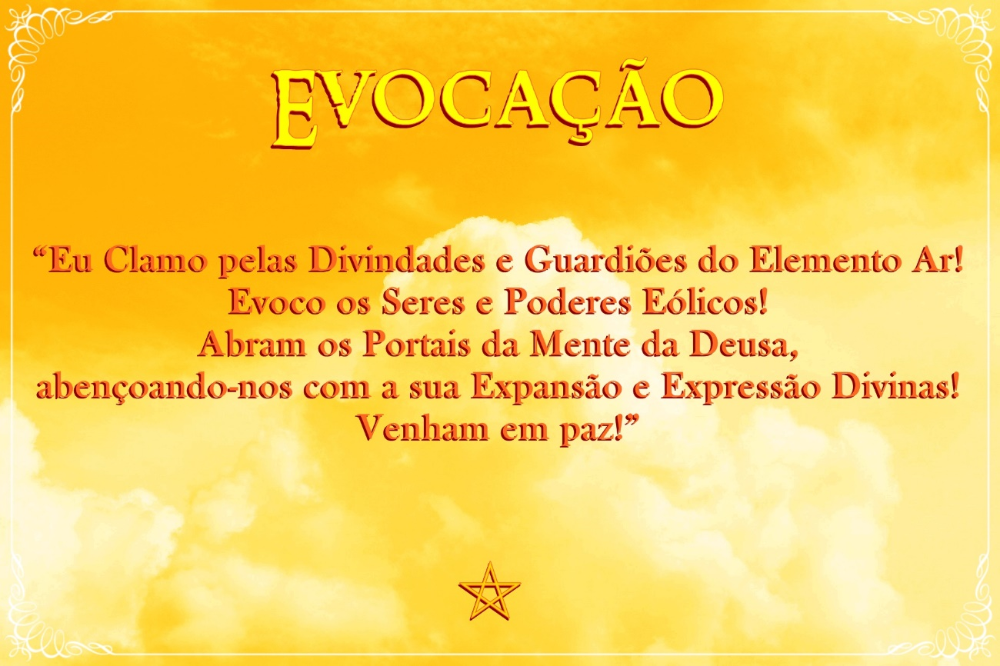 Evocação
“Eu Clamo pelas Divindades e Guardiões do Elemento Ar!
Evoco os Seres e Poderes Eólicos!
Abram os Portais da Mente da Deusa,
abençoando-nos com a sua Expansão e Expressão Divinas!
Venham em paz!”